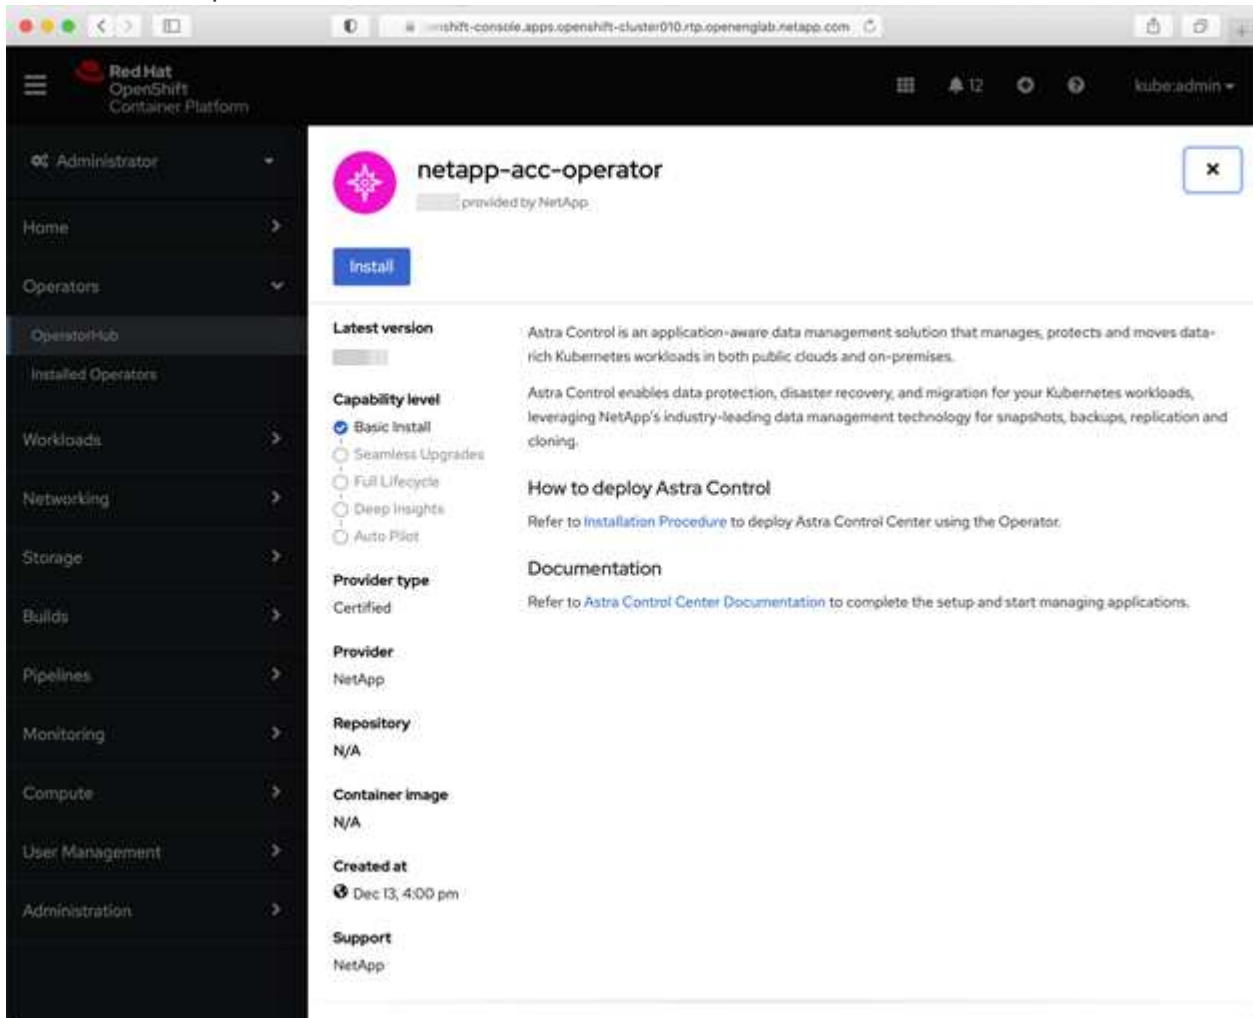 nshift-console.apps.openshift-cluster010.rtp.openenglab.netapp.com
Red Hat
OpenShift
Container Platform
12
kube:admin
Administrator
Home
Operators
OperatorHub
Installed Operators
Workloads
Networking
Storage
Builds
Pipelines
Monitoring
Compute
User Management
Administration
netapp-acc-operator
provided by NetApp
Install
Latest version
Capability level
Basic Install
Seamless Upgrades
Full Lifecycle
Deep Insights
Auto Pilot
Provider type
Certified
Provider
NetApp
Repository
N/A
Container image
N/A
Created at
Dec 13, 4:00 pm
Support
NetApp
Astra Control is an application-aware data management solution that manages, protects and moves data-
rich Kubernetes workloads in both public clouds and on-premises.
Astra Control enables data protection, disaster recovery, and migration for your Kubernetes workloads,
leveraging NetApp's industry-leading data management technology for snapshots, backups, replication and
cloning.
How to deploy Astra Control
Refer to Installation Procedure to deploy Astra Control Center using the Operator.
Documentation
Refer to Astra Control Center Documentation to complete the setup and start managing applications.